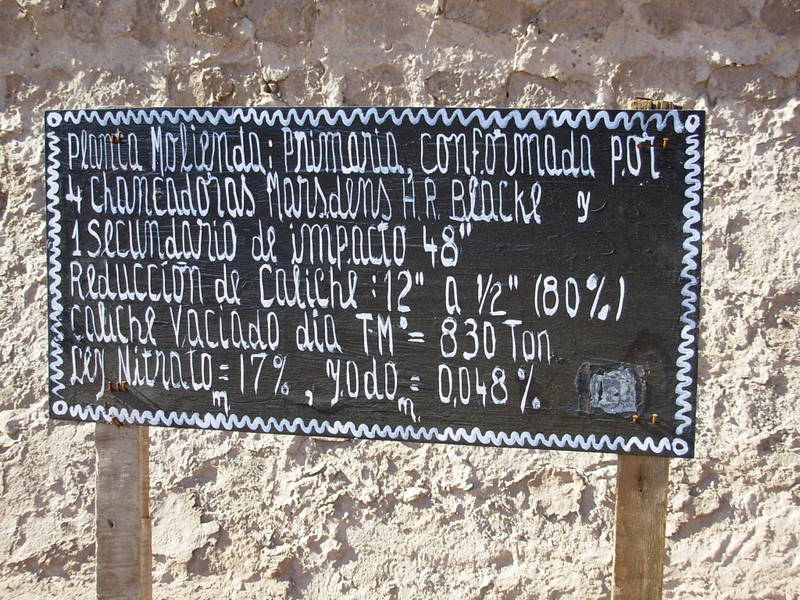 Planta Molienda: Primaria, conformada por
4 chancadoras Marsdens H.R. Blacke y
1 secundario de impacto 48"
Reducción de caliche: 12" a 1/2" (80%)
caliche vaciado dia T.M° = 830 Ton
Ley Nitrato m = 17%, yodo m = 0,048%